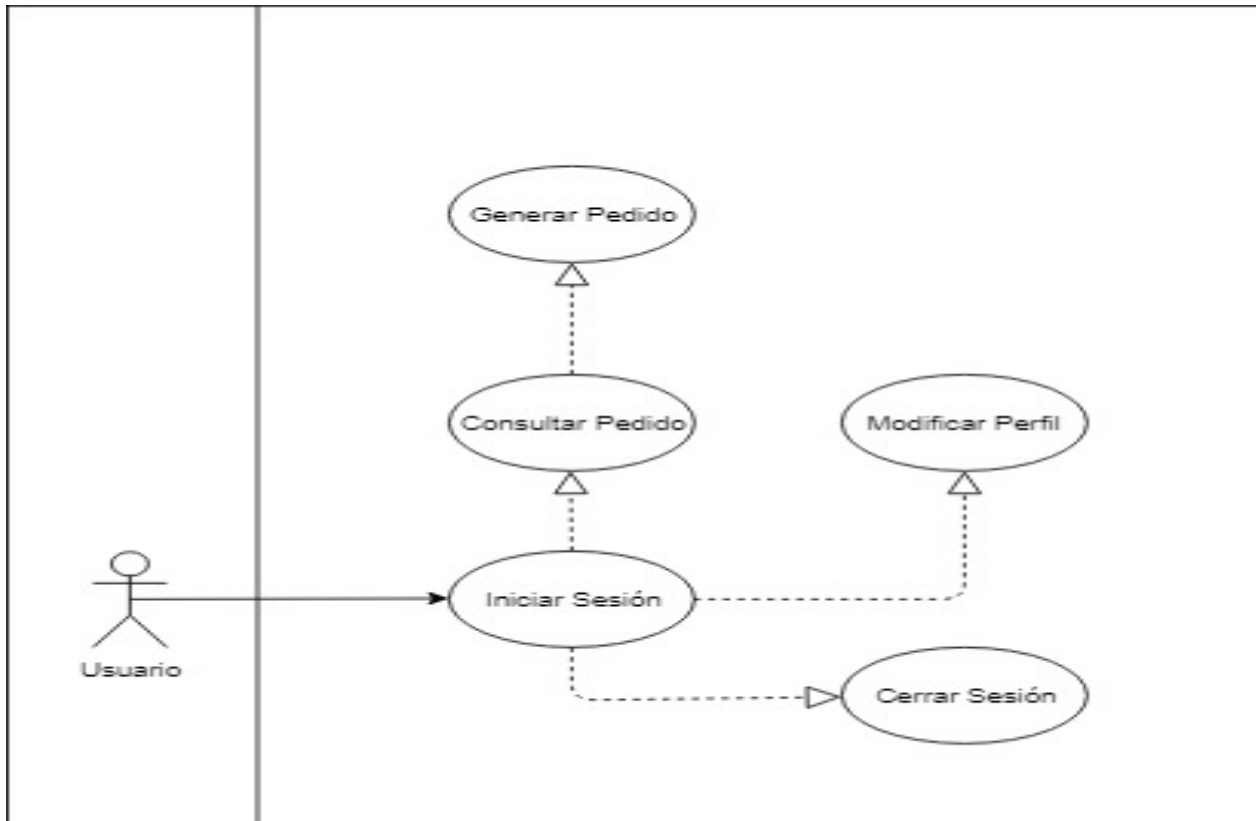 Generar Pedido
Consultar Pedido
Modificar Perfil
Iniciar Sesión
Usuario
Cerrar Sesión